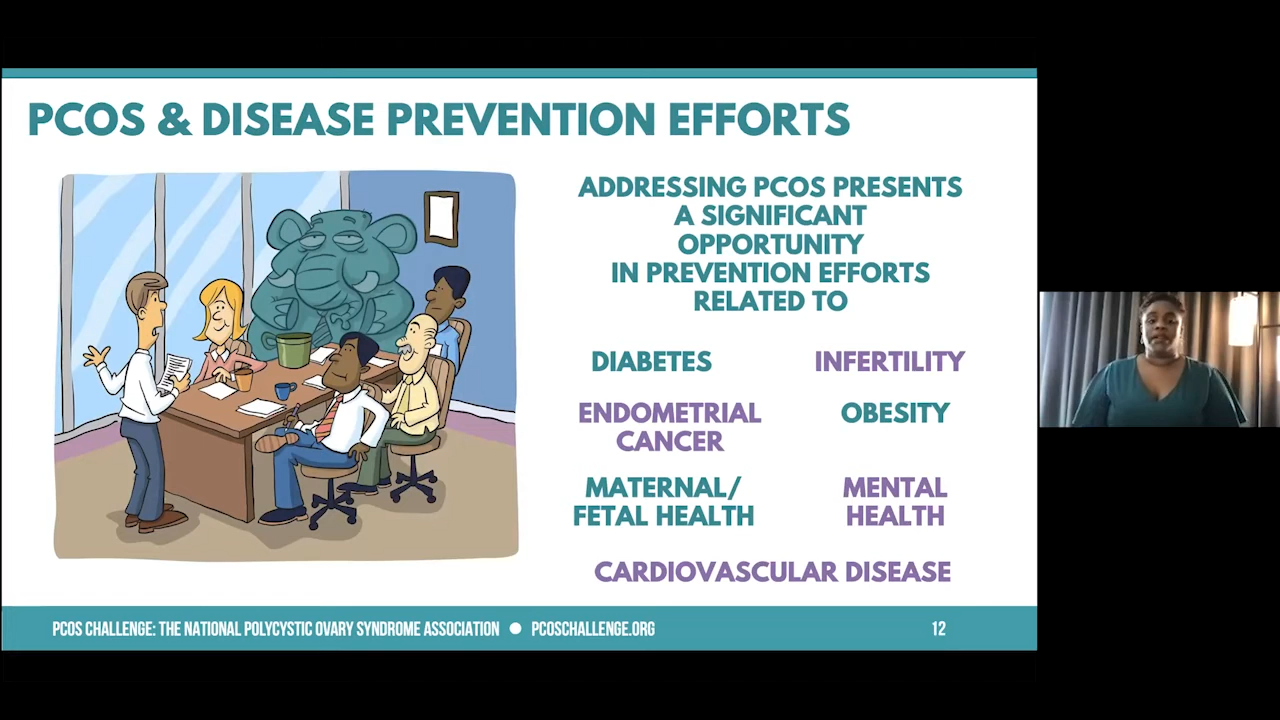 PCOS & DISEASE PREVENTION EFFORTS
ADDRESSING PCOS PRESENTS
A SIGNIFICANT
OPPORTUNITY
IN PREVENTION EFFORTS
RELATED TO
DIABETES
INFERTILITY
ENDOMETRIAL
CANCER
OBESITY
MATERNAL/
FETAL HEALTH
MENTAL
HEALTH
CARDIOVASCULAR DISEASE
PCOS CHALLENGE: THE NATIONAL POLYCYSTIC OVARY SYNDROME ASSOCIATION ● PCOSCHALLENGE.ORG
12